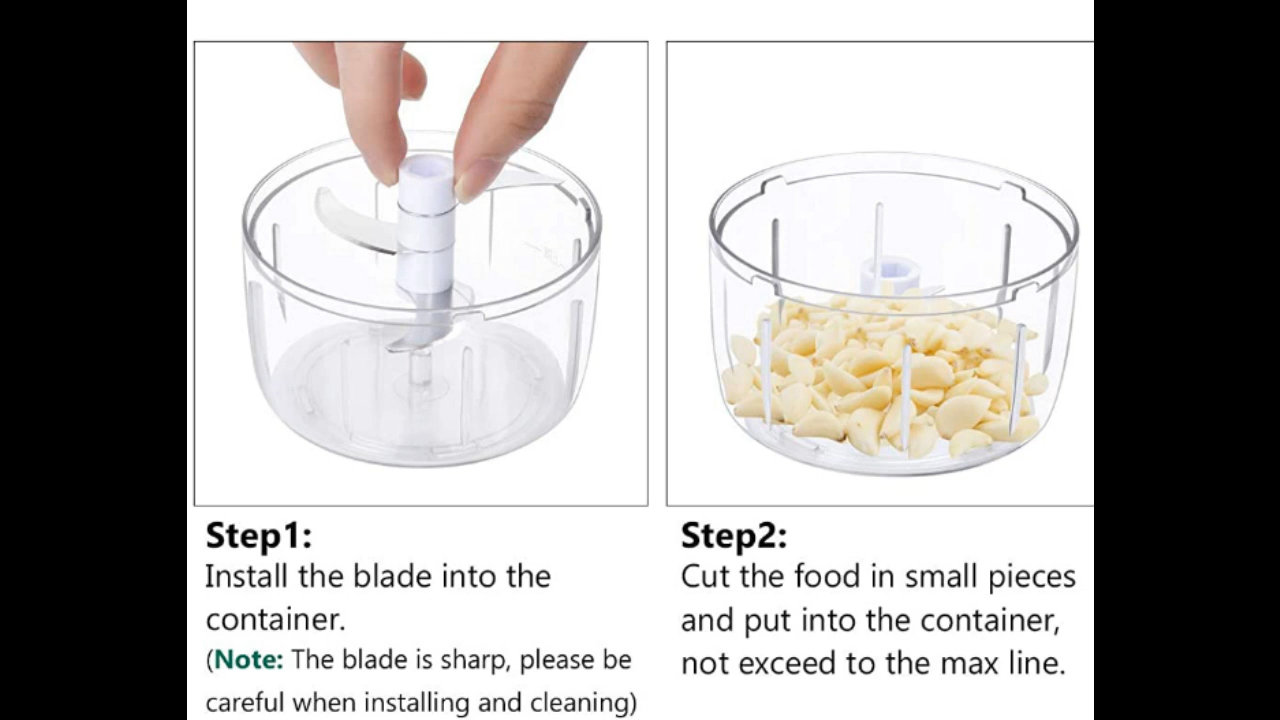 Step1:
Install the blade into the
container.
(Note: The blade is sharp, please be
careful when installing and cleaning)
Step2:
Cut the food in small pieces
and put into the container,
not exceed to the max line.